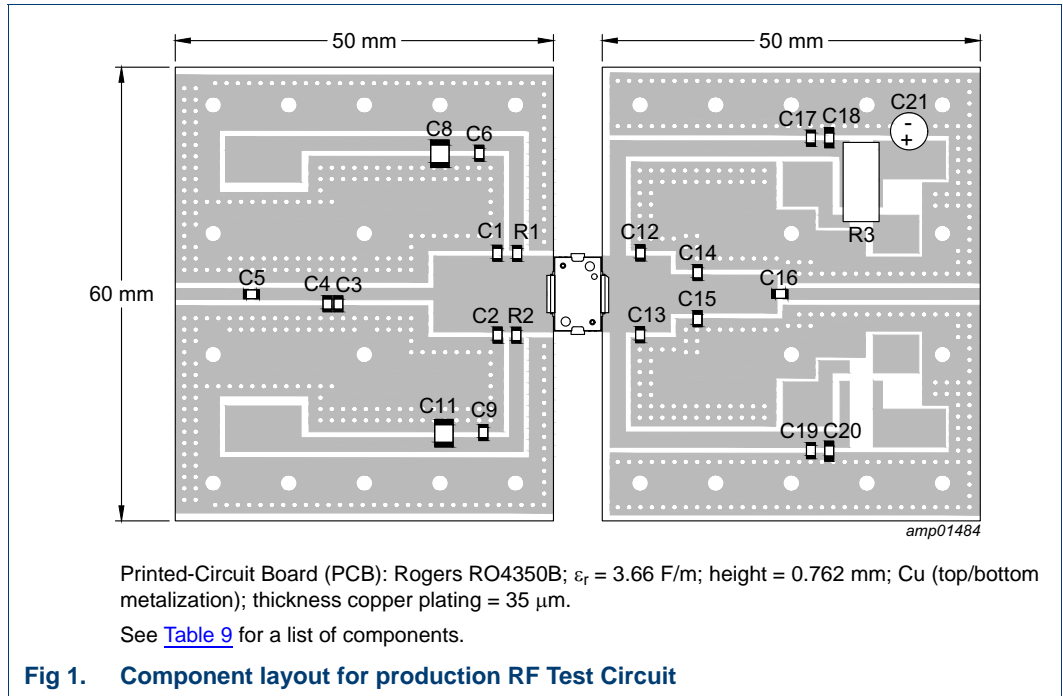 50 mm
50 mm
60 mm
C8
C6
C1
R1
C5
C4
C3
C2
R2
C11
C9
C17
C18
C21
-
+
R3
C12
C14
C16
C15
C13
C19
C20
amp01484
Printed-Circuit Board (PCB): Rogers RO4350B; εr = 3.66 F/m; height = 0.762 mm; Cu (top/bottom
metalization); thickness copper plating = 35 μm.
See Table 9 for a list of components.
Fig 1. Component layout for production RF Test Circuit